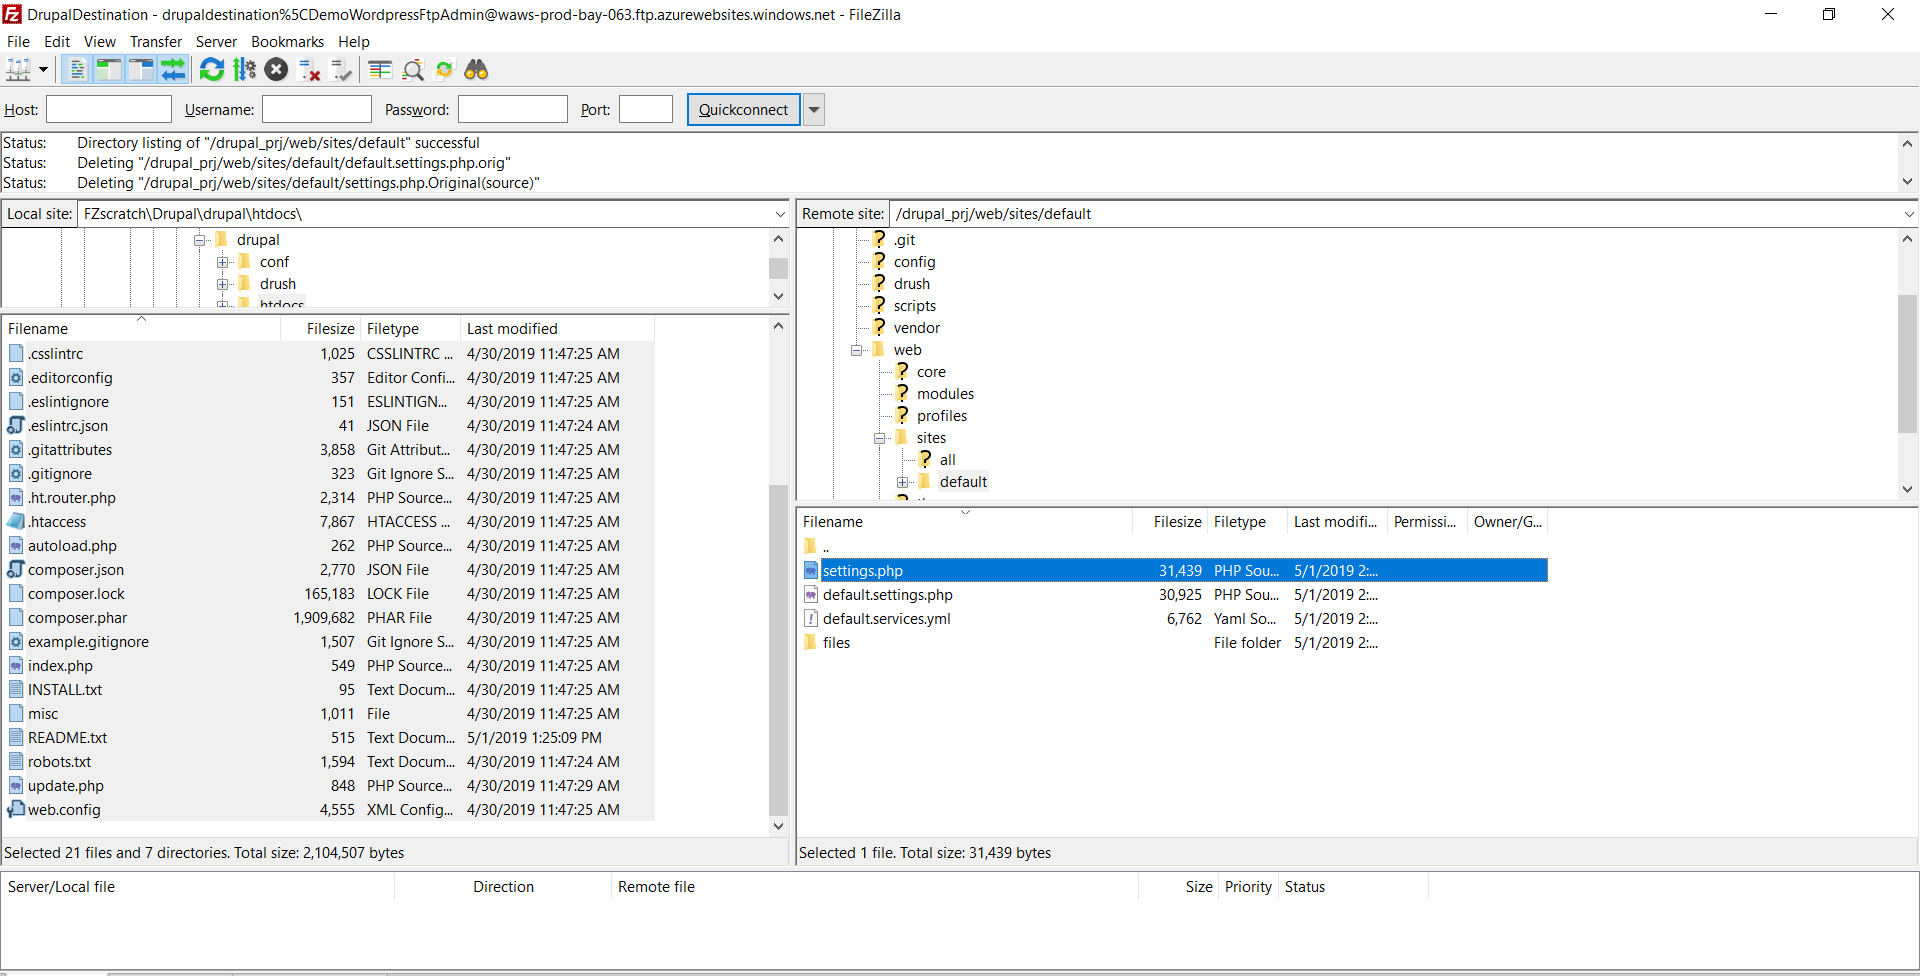 DrupalDestination - drupaldestination%5CDemoWordpressFtpAdmin@waws-prod-bay-063.ftp.azurewebsites.windows.net - FileZilla
File Edit View Transfer Server Bookmarks Help
Host: Username: Password: Port: Quickconnect
Status: Directory listing of "/drupal_prj/web/sites/default" successful
Status: Deleting "/drupal_prj/web/sites/default/default.settings.php.orig"
Status: Deleting "/drupal_prj/web/sites/default/settings.php.Original(source)"
Local site: FZscratch\Drupal\drupal\htdocs\
drupal
conf
drush
htdocs
Filename Filesize Filetype Last modified
.csslintrc 1,025 CSSLINTRC ... 4/30/2019 11:47:25 AM
.editorconfig 357 Editor Confi... 4/30/2019 11:47:25 AM
.eslintignore 151 ESLINTIGN... 4/30/2019 11:47:25 AM
.eslintrc.json 41 JSON File 4/30/2019 11:47:24 AM
.gitattributes 3,858 Git Attribut... 4/30/2019 11:47:25 AM
.gitignore 323 Git Ignore S... 4/30/2019 11:47:25 AM
.ht.router.php 2,314 PHP Source... 4/30/2019 11:47:25 AM
.htaccess 7,867 HTACCESS ... 4/30/2019 11:47:25 AM
autoload.php 262 PHP Source... 4/30/2019 11:47:25 AM
composer.json 2,770 JSON File 4/30/2019 11:47:25 AM
composer.lock 165,183 LOCK File 4/30/2019 11:47:25 AM
composer.phar 1,909,682 PHAR File 4/30/2019 11:47:25 AM
example.gitignore 1,507 Git Ignore S... 4/30/2019 11:47:25 AM
index.php 549 PHP Source... 4/30/2019 11:47:25 AM
INSTALL.txt 95 Text Docum... 4/30/2019 11:47:25 AM
misc 1,011 File 4/30/2019 11:47:25 AM
README.txt 515 Text Docum... 5/1/2019 1:25:09 PM
robots.txt 1,594 Text Docum... 4/30/2019 11:47:24 AM
update.php 848 PHP Source... 4/30/2019 11:47:29 AM
web.config 4,555 XML Config... 4/30/2019 11:47:25 AM
Selected 21 files and 7 directories. Total size: 2,104,507 bytes
Remote site: /drupal_prj/web/sites/default
.git
config
drush
scripts
vendor
web
core
modules
profiles
sites
all
default
Filename Filesize Filetype Last modifi... Permissi... Owner/G...
..
settings.php 31,439 PHP Sou... 5/1/2019 2:...
default.settings.php 30,925 PHP Sou... 5/1/2019 2:...
default.services.yml 6,762 Yaml So... 5/1/2019 2:...
files File folder 5/1/2019 2:...
Selected 1 file. Total size: 31,439 bytes
Server/Local file Direction Remote file Size Priority Status